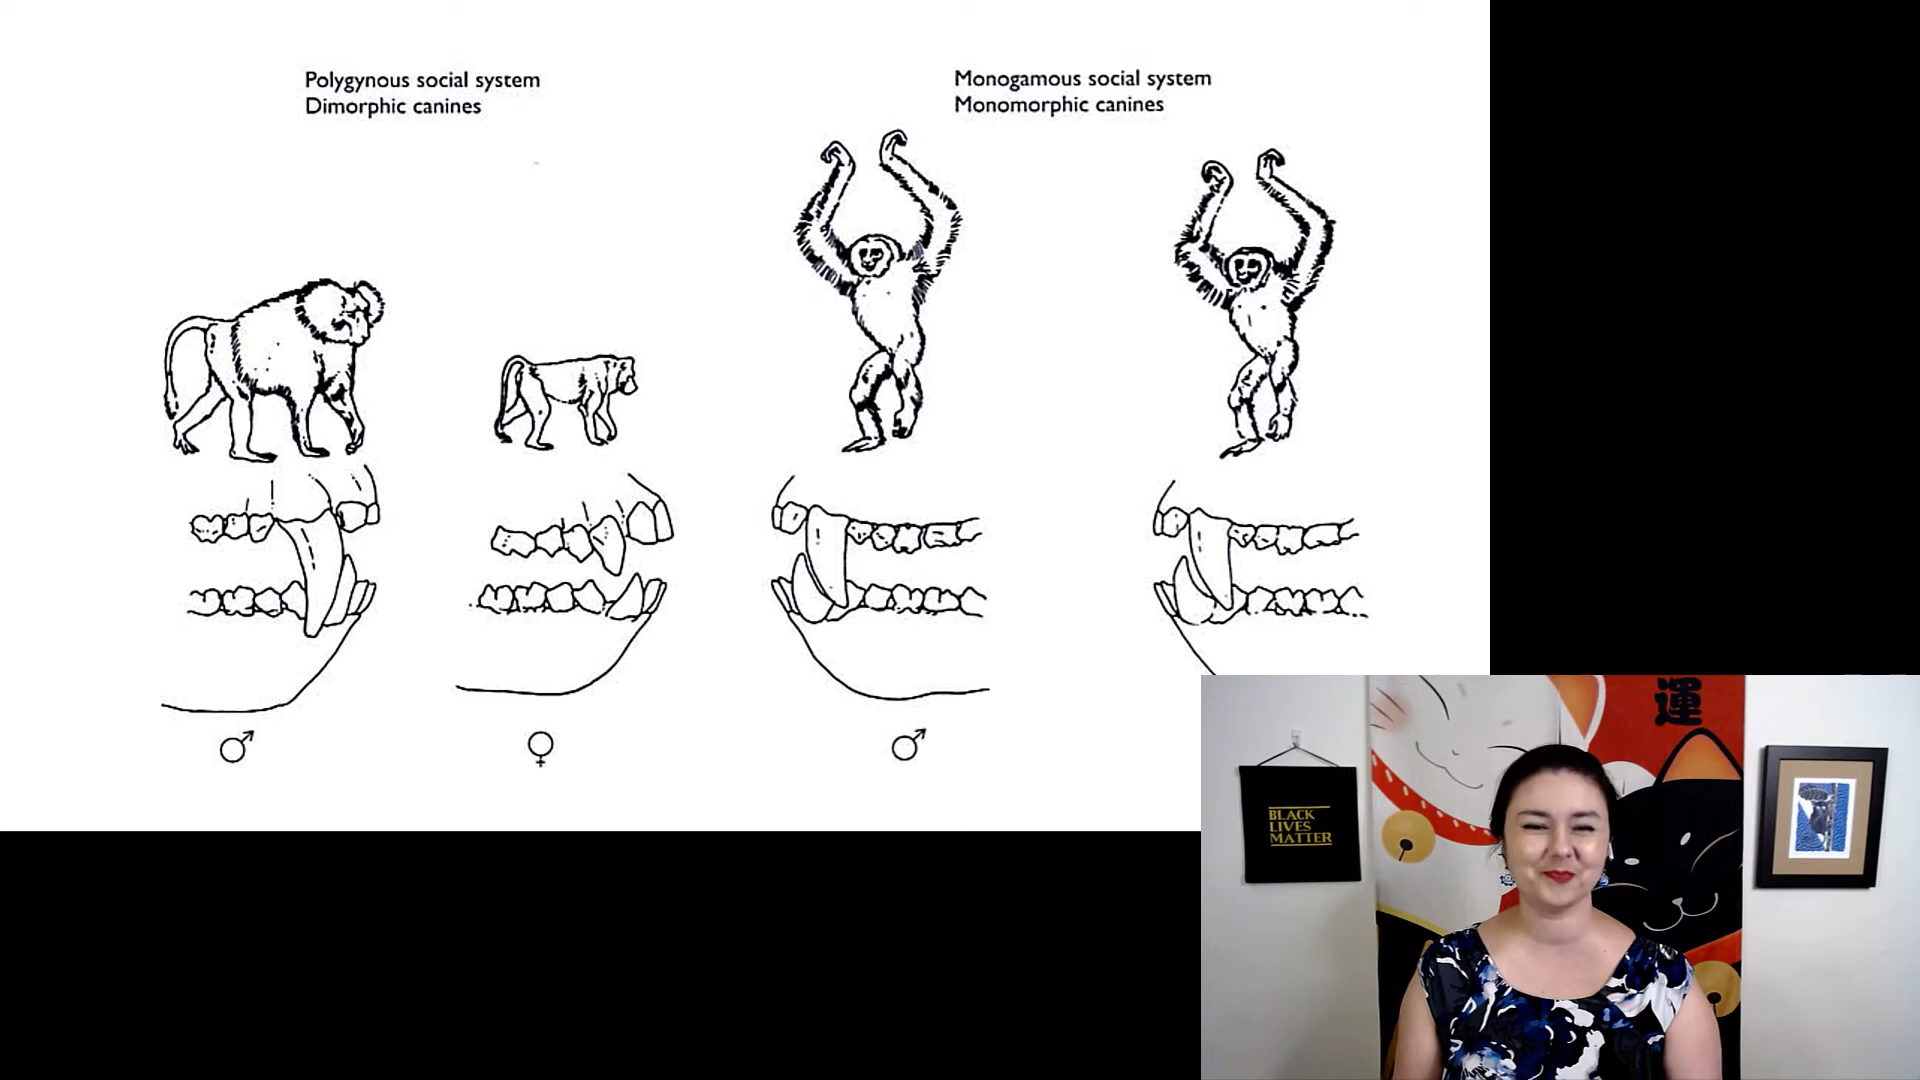 Polygynous social system
Dimorphic canines
Monogamous social system
Monomorphic canines
♂
♀
♂
運
BLACK
LIVES
MATTER